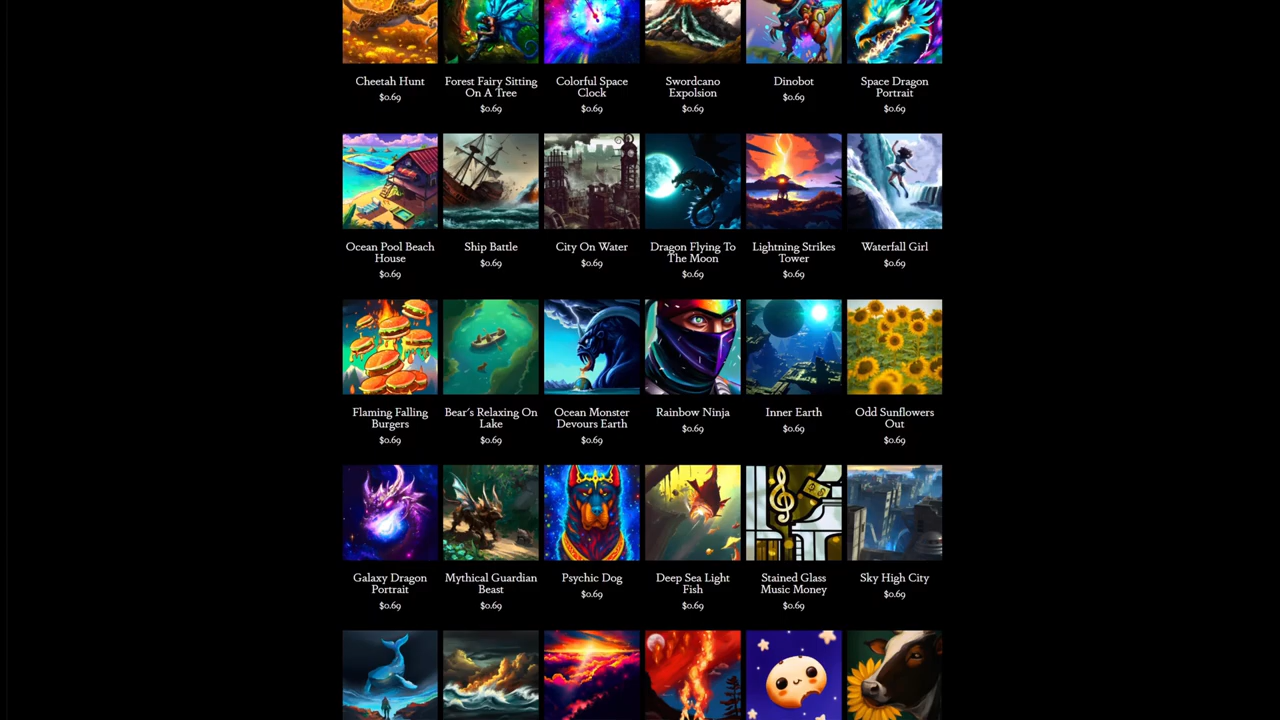 Cheetah Hunt
$0.69
Forest Fairy Sitting
On A Tree
$0.69
Colorful Space
Clock
$0.69
Swordcano
Expolsion
$0.69
Dinobot
$0.69
Space Dragon
Portrait
$0.69
Ocean Pool Beach
House
$0.69
Ship Battle
$0.69
City On Water
$0.69
Dragon Flying To
The Moon
$0.69
Lightning Strikes
Tower
$0.69
Waterfall Girl
$0.69
Flaming Falling
Burgers
$0.69
Bear's Relaxing On
Lake
$0.69
Ocean Monster
Devours Earth
$0.69
Rainbow Ninja
$0.69
Inner Earth
$0.69
Odd Sunflowers
Out
$0.69
Galaxy Dragon
Portrait
$0.69
Mythical Guardian
Beast
$0.69
Psychic Dog
$0.69
Deep Sea Light
Fish
$0.69
Stained Glass
Music Money
$0.69
Sky High City
$0.69